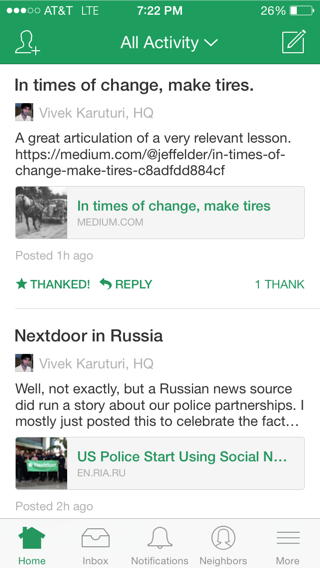 AT&T LTE 7:22 PM 26%
All Activity
In times of change, make tires.
Vivek Karuturi, HQ
A great articulation of a very relevant lesson.
https://medium.com/@jeffelder/in-times-of-
change-make-tires-c8adfdd884cf
In times of change, make tires
MEDIUM.COM
Posted 1h ago
THANKED! REPLY 1 THANK
Nextdoor in Russia
Vivek Karuturi, HQ
Well, not exactly, but a Russian news source
did run a story about our police partnerships. I
mostly just posted this to celebrate the fact…
Nextdoor
US Police Start Using Social N…
EN.RIA.RU
Posted 2h ago
Home Inbox Notifications Neighbors More